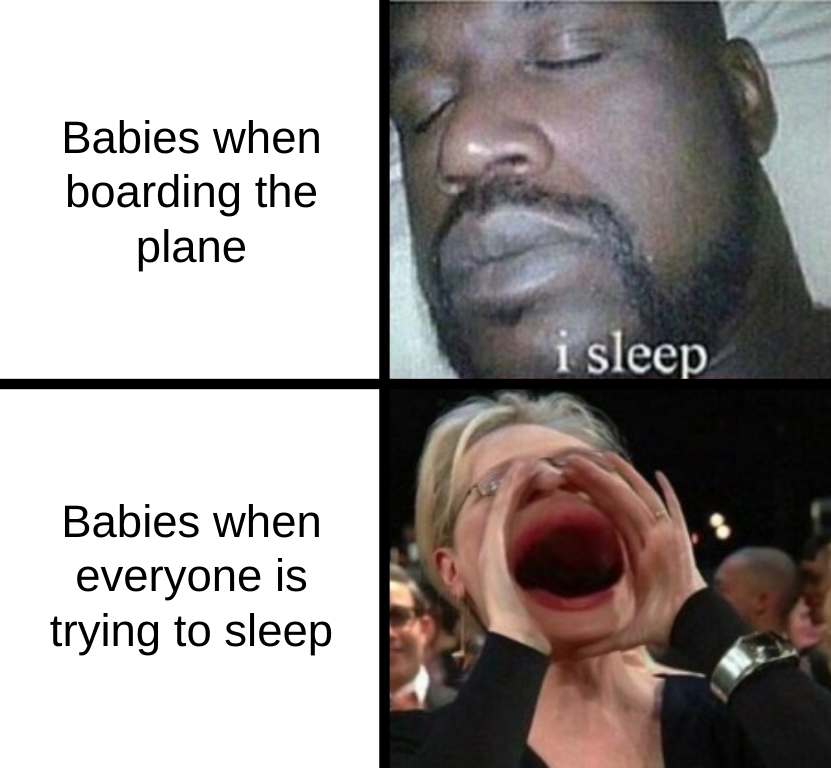 Babies when
boarding the
plane
i sleep
Babies when
everyone is
trying to sleep